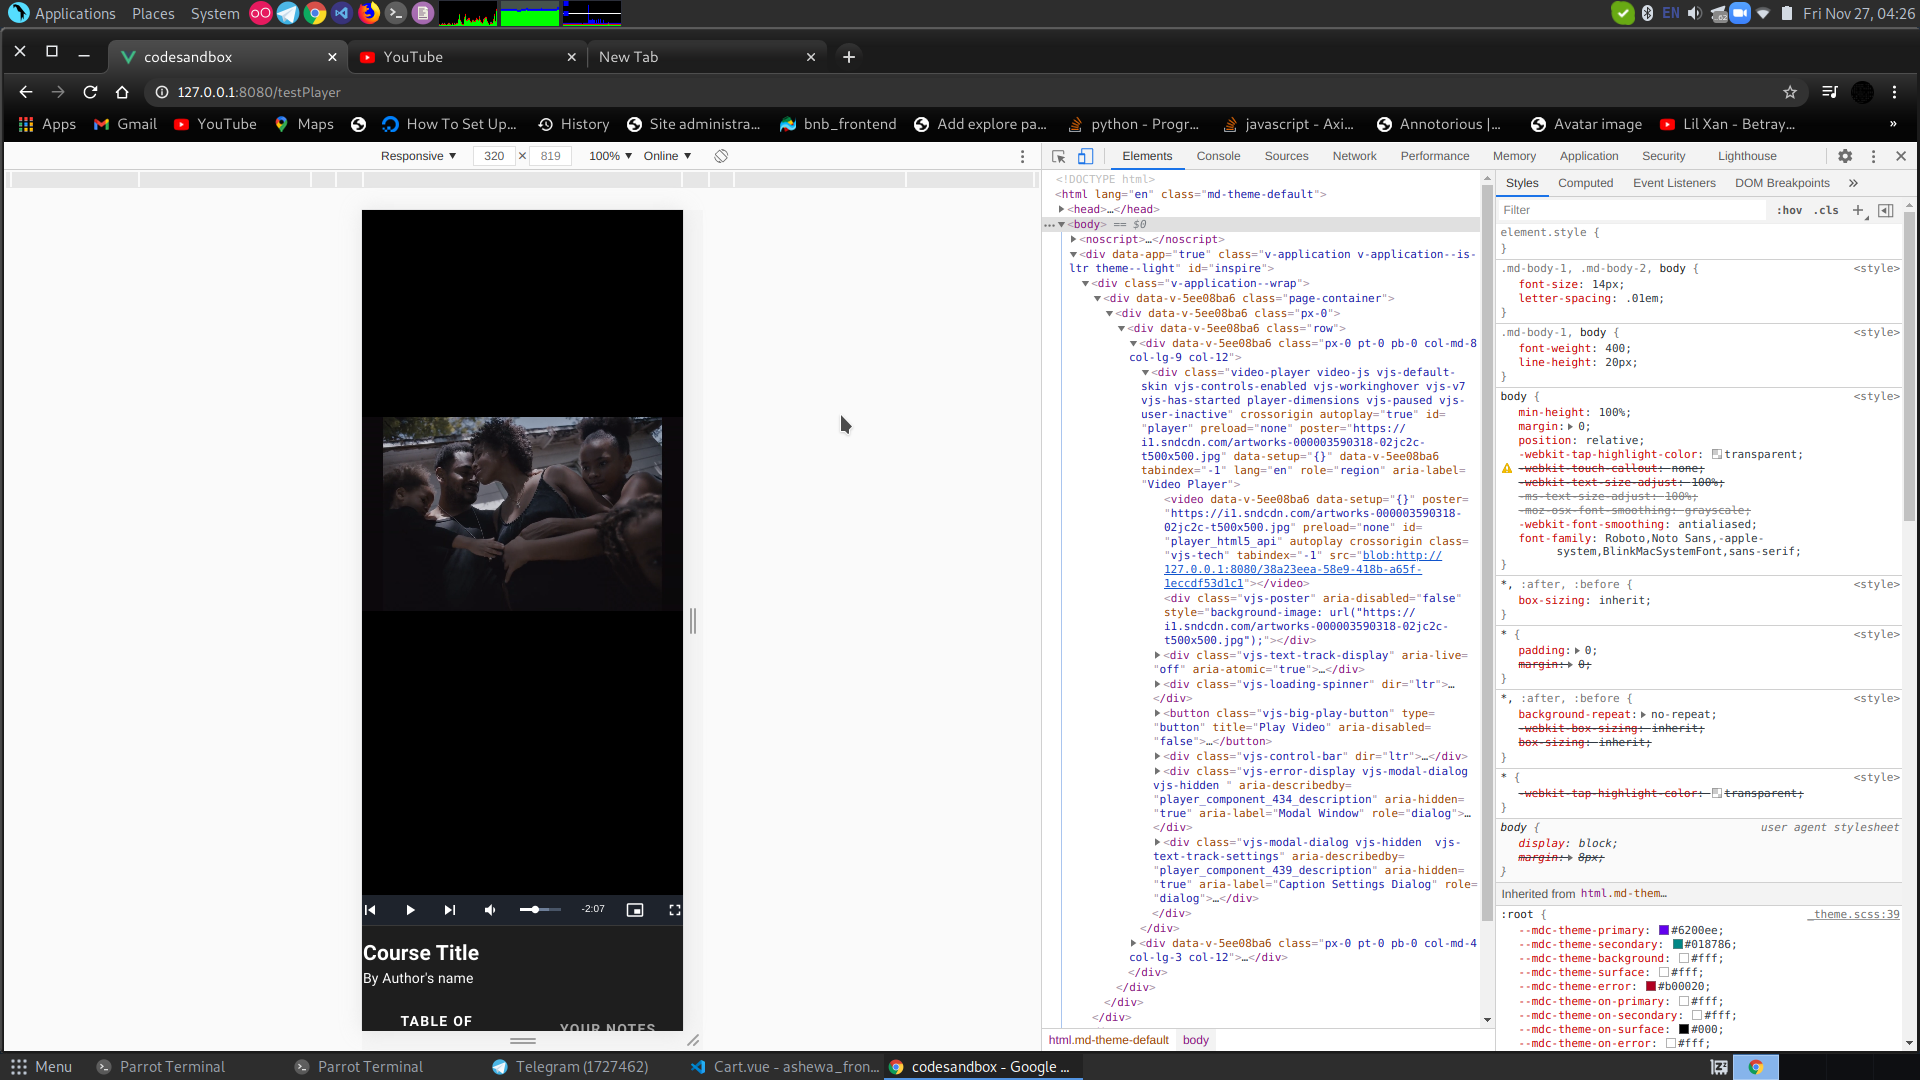 Applications Places System EN .62 Fri Nov 27, 04:26
codesandbox YouTube New Tab
127.0.0.1:8080/testPlayer
Apps Gmail YouTube Maps How To Set Up... History Site administra... bnb_frontend Add explore pa... python - Progr... javascript - Axi... Annotorious |... Avatar image Lil Xan - Betray... »
Responsive 320 × 819 100% Online
Elements Console Sources Network Performance Memory Application Security Lighthouse
<!DOCTYPE html>
<html lang="en" class="md-theme-default">
<head>…</head>
<body> == $0
<noscript>…</noscript>
<div data-app="true" class="v-application v-application--is-
ltr theme--light" id="inspire">
<div class="v-application--wrap">
<div data-v-5ee08ba6 class="page-container">
<div data-v-5ee08ba6 class="px-0">
<div data-v-5ee08ba6 class="row">
<div data-v-5ee08ba6 class="px-0 pt-0 pb-0 col-md-8
col-lg-9 col-12">
<div class="video-player video-js vjs-default-
skin vjs-controls-enabled vjs-workinghover vjs-v7
vjs-has-started player-dimensions vjs-paused vjs-
user-inactive" crossorigin autoplay="true" id=
"player" preload="none" poster="https://
i1.sndcdn.com/artworks-000003590318-02jc2c-
t500x500.jpg" data-setup="{}" data-v-5ee08ba6
tabindex="-1" lang="en" role="region" aria-label=
"Video Player">
<video data-v-5ee08ba6 data-setup="{}" poster=
"https://i1.sndcdn.com/artworks-000003590318-
02jc2c-t500x500.jpg" preload="none" id=
"player_html5_api" autoplay crossorigin class=
"vjs-tech" tabindex="-1" src="blob:http://
127.0.0.1:8080/38a23eea-58e9-418b-a65f-
1eccdf53d1c1"></video>
<div class="vjs-poster" aria-disabled="false"
style="background-image: url("https://
i1.sndcdn.com/artworks-000003590318-02jc2c-
t500x500.jpg");"></div>
<div class="vjs-text-track-display" aria-live=
"off" aria-atomic="true">…</div>
<div class="vjs-loading-spinner" dir="ltr">…
</div>
<button class="vjs-big-play-button" type=
"button" title="Play Video" aria-disabled=
"false">…</button>
<div class="vjs-control-bar" dir="ltr">…</div>
<div class="vjs-error-display vjs-modal-dialog
vjs-hidden " aria-describedby=
"player_component_434_description" aria-hidden=
"true" aria-label="Modal Window" role="dialog">…
</div>
<div class="vjs-modal-dialog vjs-hidden  vjs-
text-track-settings" aria-describedby=
"player_component_439_description" aria-hidden=
"true" aria-label="Caption Settings Dialog" role=
"dialog">…</div>
</div>
</div>
<div data-v-5ee08ba6 class="px-0 pt-0 pb-0 col-md-4
col-lg-3 col-12">…</div>
</div>
</div>
</div>
</div>
html.md-theme-default body
Styles Computed Event Listeners DOM Breakpoints »
Filter :hov .cls +
element.style {
}
.md-body-1, .md-body-2, body { <style>
font-size: 14px;
letter-spacing: .01em;
}
.md-body-1, body { <style>
font-weight: 400;
line-height: 20px;
}
body { <style>
min-height: 100%;
margin: 0;
position: relative;
-webkit-tap-highlight-color: transparent;
-webkit-touch-callout: none;
-webkit-text-size-adjust: 100%;
-ms-text-size-adjust: 100%;
-moz-osx-font-smoothing: grayscale;
-webkit-font-smoothing: antialiased;
font-family: Roboto,Noto Sans,-apple-
system,BlinkMacSystemFont,sans-serif;
}
*, :after, :before { <style>
box-sizing: inherit;
}
* { <style>
padding: 0;
margin: 0;
}
*, :after, :before { <style>
background-repeat: no-repeat;
-webkit-box-sizing: inherit;
box-sizing: inherit;
}
* { <style>
-webkit-tap-highlight-color: transparent;
}
body { user agent stylesheet
display: block;
margin: 8px;
}
Inherited from html.md-them…
:root { _theme.scss:39
--mdc-theme-primary: #6200ee;
--mdc-theme-secondary: #018786;
--mdc-theme-background: #fff;
--mdc-theme-surface: #fff;
--mdc-theme-error: #b00020;
--mdc-theme-on-primary: #fff;
--mdc-theme-on-secondary: #fff;
--mdc-theme-on-surface: #000;
--mdc-theme-on-error: #fff;
-2:07
Course Title
By Author's name
TABLE OF
YOUR NOTES
Menu Parrot Terminal Parrot Terminal Telegram (1727462) Cart.vue - ashewa_fron... codesandbox - Google ...